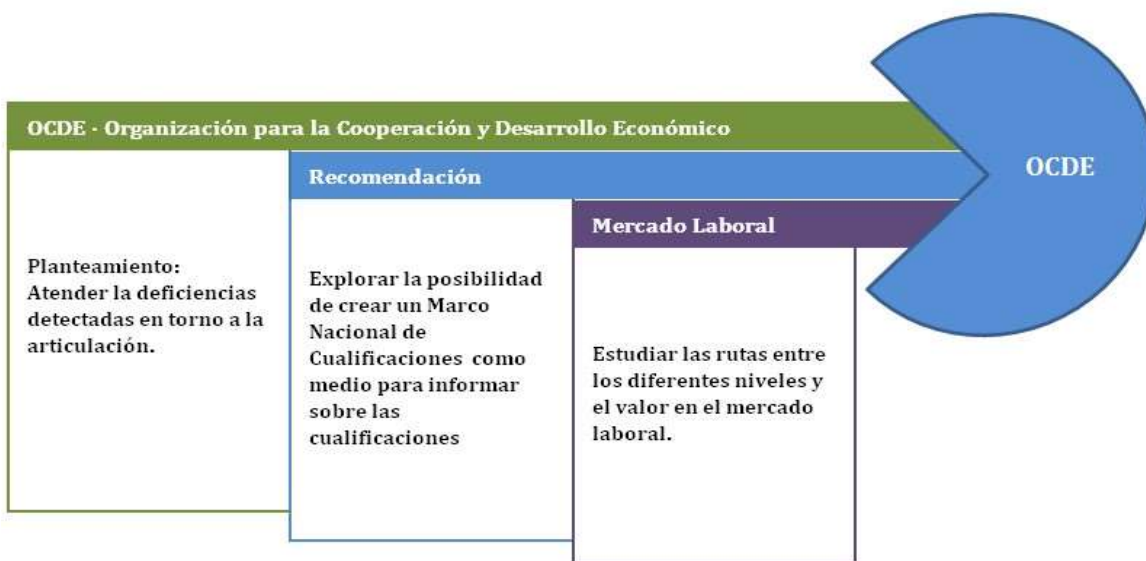 OCDE - Organización para la Cooperación y Desarrollo Económico
OCDE
Recomendación
Mercado Laboral
Planteamiento:
Atender la deficiencias
detectadas en torno a la
articulación.
Explorar la posibilidad
de crear un Marco
Nacional de
Cualificaciones como
medio para informar
sobre las
cualificaciones
Estudiar las rutas entre
los diferentes niveles y
el valor en el mercado
laboral.